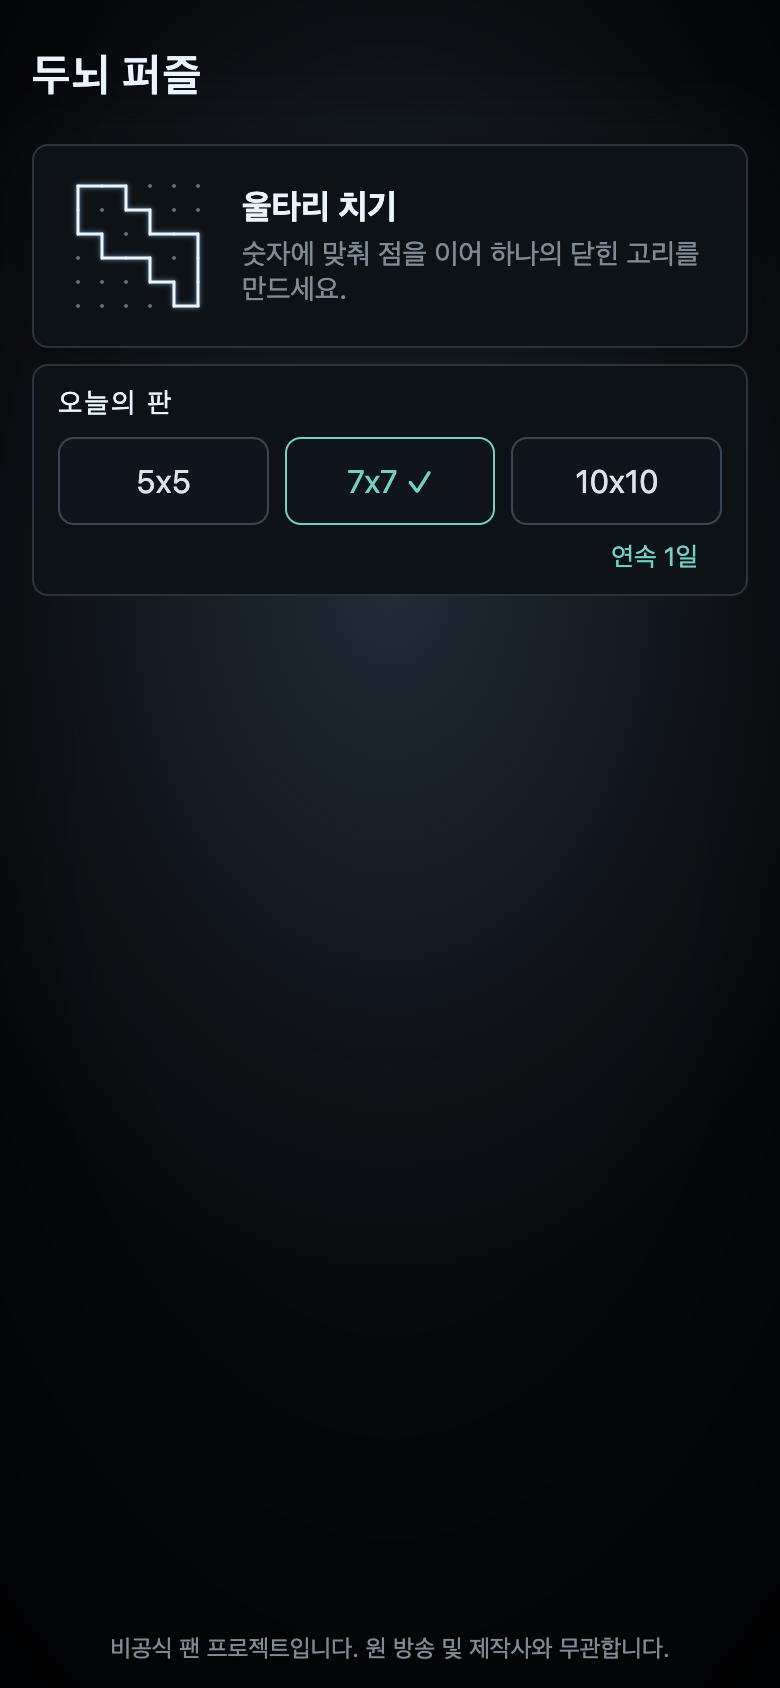 두뇌 퍼즐
울타리 치기
숫자에 맞춰 점을 이어 하나의 닫힌 고리를
만드세요.
오늘의 판
5x5
7x7 ✓
10x10
연속 1일
비공식 팬 프로젝트입니다. 원 방송 및 제작사와 무관합니다.